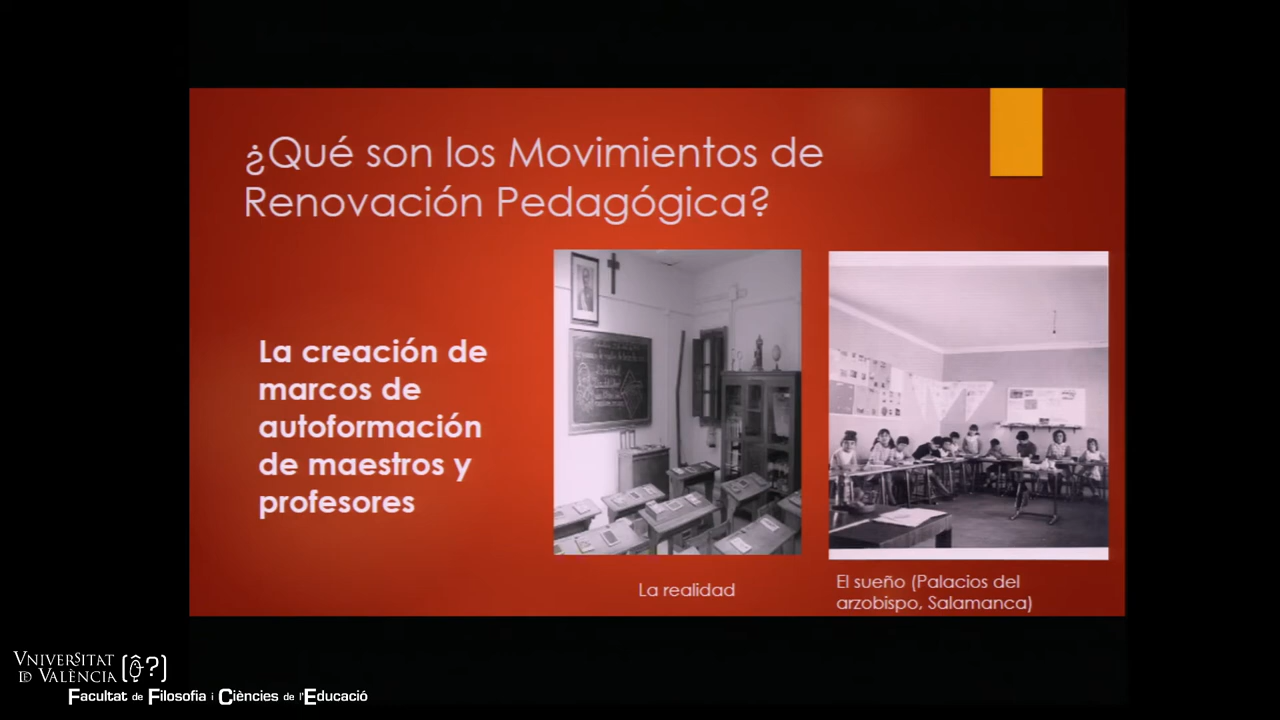 ¿Qué son los Movimientos de
Renovación Pedagógica?
La creación de
marcos de
autoformación
de maestros y
profesores
La realidad
El sueño (Palacios del
arzobispo, Salamanca)
VNIVERSITAT
DE VALÈNCIA
Facultat de Filosofia i Ciències de l'Educació